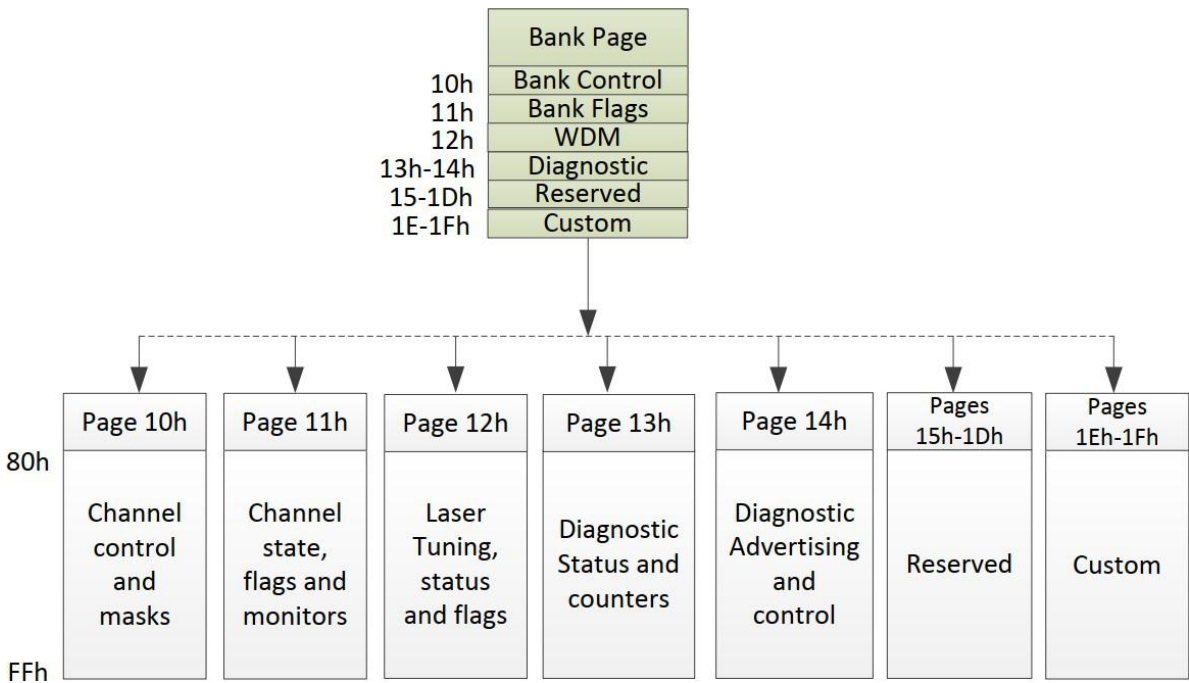 Bank Page
10h Bank Control
11h Bank Flags
12h WDM
13h-14h Diagnostic
15-1Dh Reserved
1E-1Fh Custom
Page 10h
Page 11h
Page 12h
Page 13h
Page 14h
Pages
15h-1Dh
Pages
1Eh-1Fh
80h
Channel
control
and
masks
Channel
state,
flags and
monitors
Laser
Tuning,
status
and flags
Diagnostic
Status and
counters
Diagnostic
Advertising
and
control
Reserved
Custom
FFh